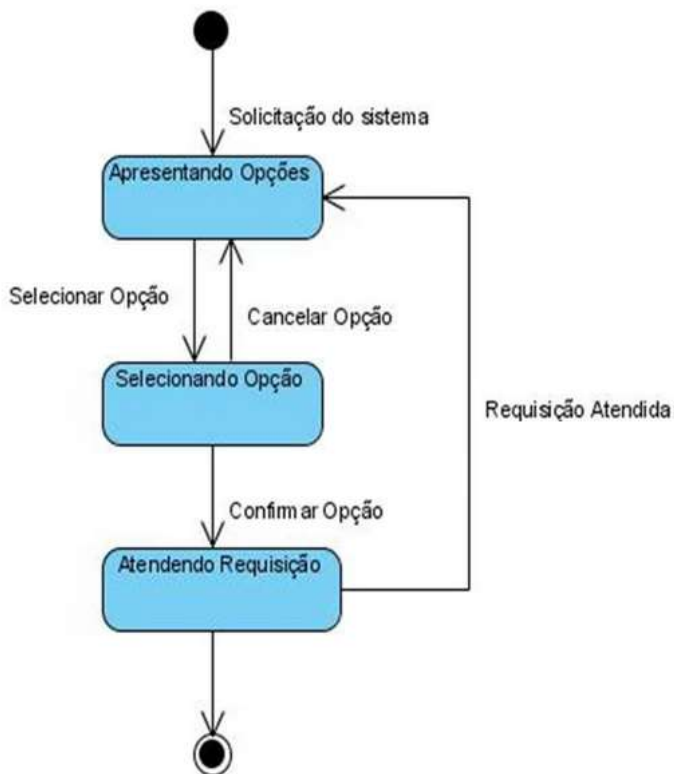 Solicitação do sistema
Apresentando Opções
Selecionar Opção
Cancelar Opção
Selecionando Opção
Requisição Atendida
Confirmar Opção
Atendendo Requisição